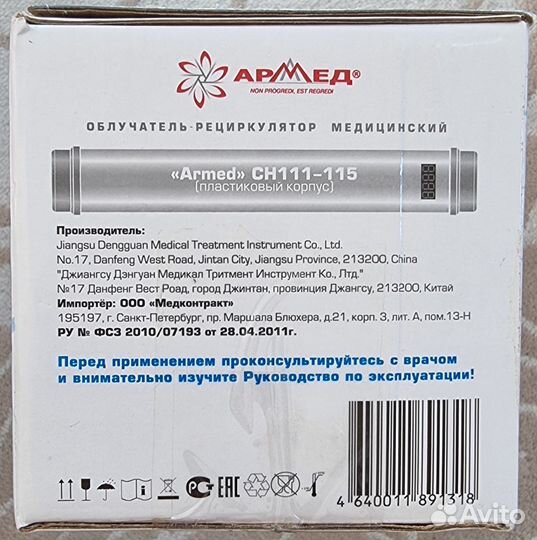 АРМЕД®
NON PROGREDI, EST REGREDI
ОБЛУЧАТЕЛЬ-РЕЦИРКУЛЯТОР МЕДИЦИНСКИЙ
«Armed» СН111-115
(пластиковый корпус)
Производитель:
Jiangsu Dengguan Medical Treatment Instrument Co., Ltd.
No.17, Danfeng West Road, Jintan City, Jiangsu Province, 213200, China
"Джиангсу Дэнгуан Медикал Тритмент Инструмент Ко., Лтд."
№17 Данфенг Вест Роад, город Джинтан, провинция Джангсу, 213200, Китай
Импортёр: ООО «Медконтракт»
195197, г. Санкт-Петербург, пр. Маршала Блюхера, д.21, корп. 3, лит. А, пом.13-Н
РУ № ФСЗ 2010/07193 от 28.04.2011г.
Перед применением проконсультируйтесь с врачом
и внимательно изучите Руководство по эксплуатации!
EAC
4 640011 891318
Avito